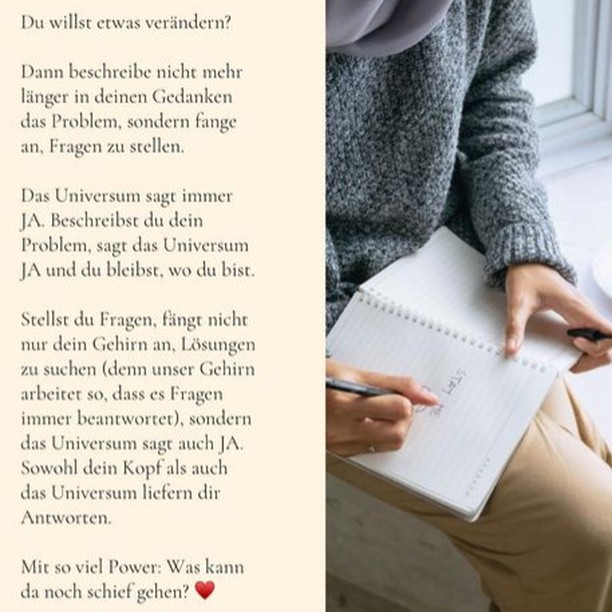 Du willst etwas verändern?
Dann beschreibe nicht mehr
länger in deinen Gedanken
das Problem, sondern fange
an, Fragen zu stellen.
Das Universum sagt immer
JA. Beschreibst du dein
Problem, sagt das Universum
JA und du bleibst, wo du bist.
Stellst du Fragen, fängt nicht
nur dein Gehirn an, Lösungen
zu suchen (denn unser Gehirn
arbeitet so, dass es Fragen
immer beantwortet), sondern
das Universum sagt auch JA.
Sowohl dein Kopf als auch
das Universum liefern dir
Antworten.
Mit so viel Power: Was kann
da noch schief gehen? ❤️